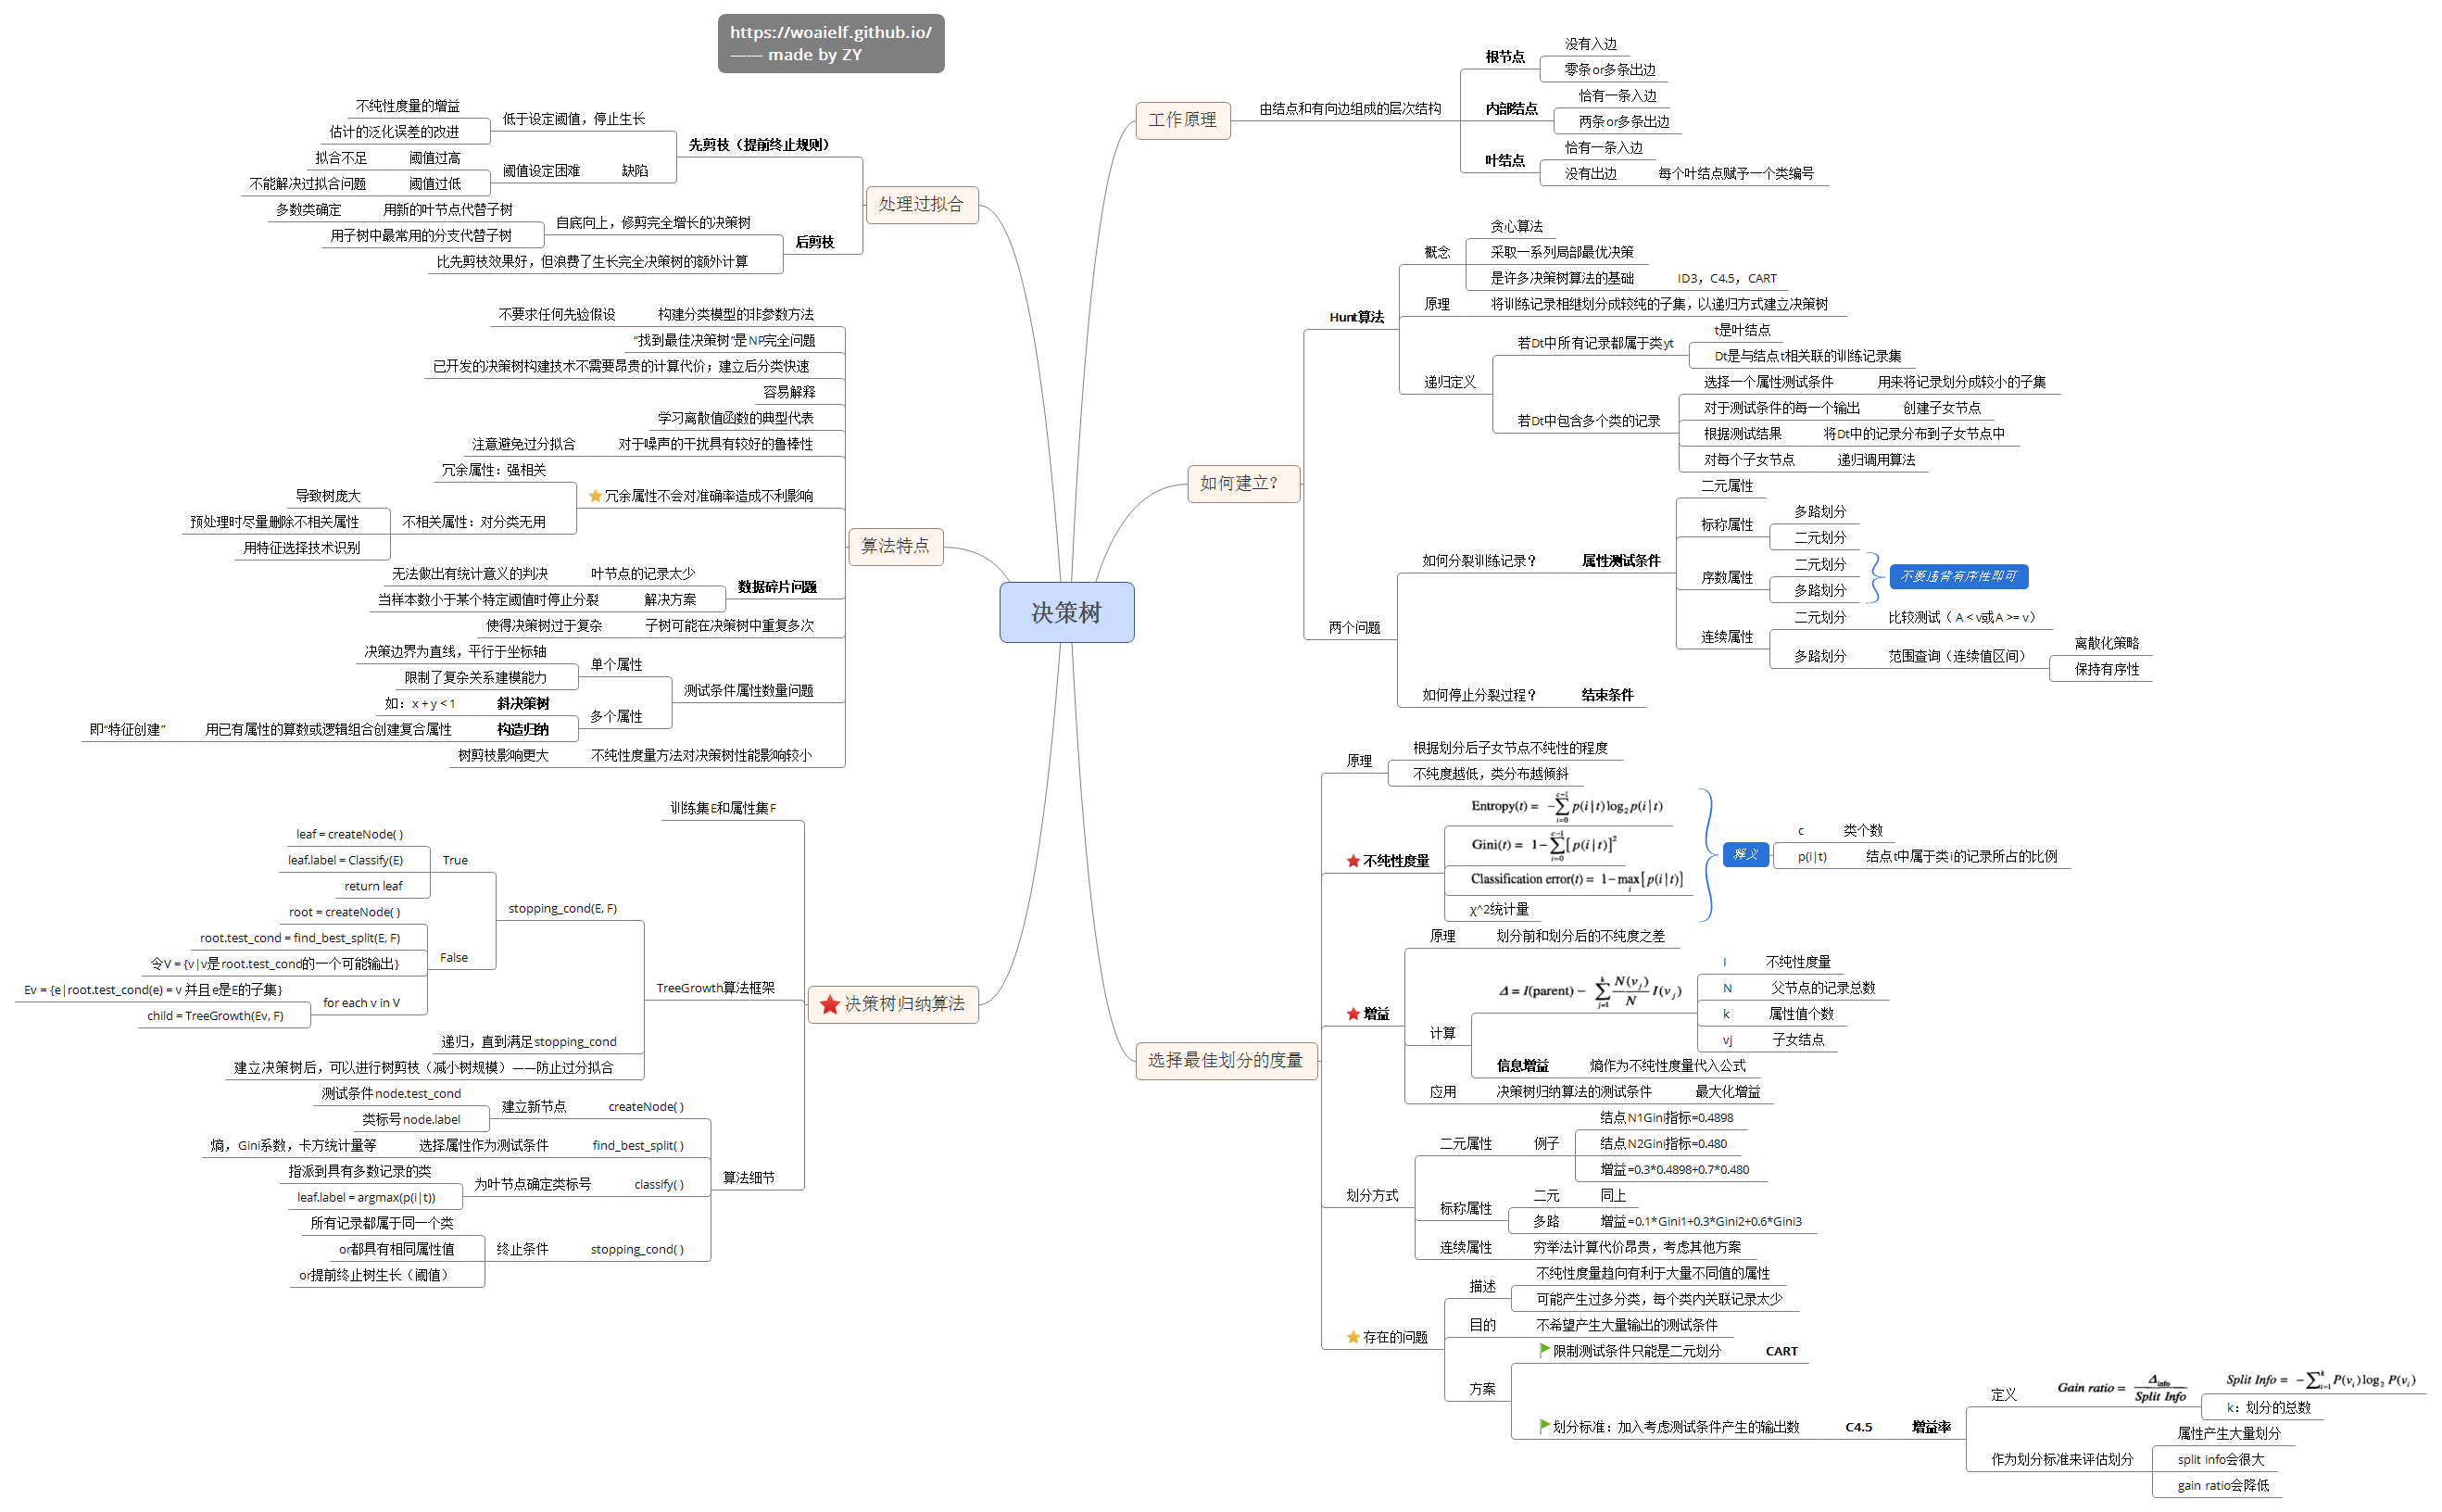 https://woaielf.github.io/
—— made by ZY
决策树
工作原理
由结点和有向边组成的层次结构
根节点
没有入边
零条or多条出边
内部结点
恰有一条入边
两条or多条出边
叶结点
恰有一条入边
没有出边
每个叶结点赋予一个类编号
如何建立？
Hunt算法
概念
贪心算法
采取一系列局部最优决策
是许多决策树算法的基础
ID3，C4.5，CART
原理
将训练记录相继划分成较纯的子集，以递归方式建立决策树
递归定义
若Dt中所有记录都属于类yt
t是叶结点
Dt是与结点t相关联的训练记录集
若Dt中包含多个类的记录
选择一个属性测试条件
用来将记录划分成较小的子集
对于测试条件的每一个输出
创建子女节点
根据测试结果
将Dt中的记录分布到子女节点中
对每个子女节点
递归调用算法
两个问题
如何分裂训练记录？
属性测试条件
二元属性
标称属性
多路划分
二元划分
序数属性
二元划分
多路划分
不要违背有序性即可
连续属性
二元划分
比较测试（ A < v或A >= v）
多路划分
范围查询（连续值区间）
离散化策略
保持有序性
如何停止分裂过程？
结束条件
选择最佳划分的度量
原理
根据划分后子女节点不纯性的程度
不纯度越低，类分布越倾斜
不纯性度量
Entropy(t) = −∑_{i=0}^{c−1} p(i|t) log₂ p(i|t)
Gini(t) = 1−∑_{i=0}^{c−1} [p(i|t)]²
Classification error(t) = 1−max_i [p(i|t)]
χ^2统计量
释义
c
类个数
p(i|t)
结点t中属于类i的记录所占的比例
增益
原理
划分前和划分后的不纯度之差
计算
Δ = I(parent) − ∑_{j=1}^{k} N(v_j)/N I(v_j)
I
不纯性度量
N
父节点的记录总数
k
属性值个数
vj
子女结点
信息增益
熵作为不纯性度量代入公式
应用
决策树归纳算法的测试条件
最大化增益
划分方式
二元属性
例子
结点N1Gini指标=0.4898
结点N2Gini指标=0.480
增益=0.3*0.4898+0.7*0.480
标称属性
二元
同上
多路
增益=0.1*Gini1+0.3*Gini2+0.6*Gini3
连续属性
穷举法计算代价昂贵，考虑其他方案
存在的问题
描述
不纯性度量趋向有利于大量不同值的属性
可能产生过多分类，每个类内关联记录太少
目的
不希望产生大量输出的测试条件
方案
限制测试条件只能是二元划分
CART
划分标准：加入考虑测试条件产生的输出数
C4.5
增益率
定义
Gain ratio = Δ_info / Split Info
Split Info = −∑_{i=1}^{k} P(v_i) log₂ P(v_i)
k：划分的总数
作为划分标准来评估划分
属性产生大量划分
split info会很大
gain ratio会降低
处理过拟合
先剪枝（提前终止规则）
低于设定阈值，停止生长
不纯性度量的增益
估计的泛化误差的改进
缺陷
阈值设定困难
阈值过高
拟合不足
阈值过低
不能解决过拟合问题
后剪枝
自底向上，修剪完全增长的决策树
用新的叶节点代替子树
多数类确定
用子树中最常用的分支代替子树
比先剪枝效果好，但浪费了生长完全决策树的额外计算
算法特点
构建分类模型的非参数方法
不要求任何先验假设
“找到最佳决策树”是NP完全问题
已开发的决策树构建技术不需要昂贵的计算代价；建立后分类快速
容易解释
学习离散值函数的典型代表
对于噪声的干扰具有较好的鲁棒性
注意避免过分拟合
冗余属性不会对准确率造成不利影响
冗余属性：强相关
不相关属性：对分类无用
导致树庞大
预处理时尽量删除不相关属性
用特征选择技术识别
数据碎片问题
叶节点的记录太少
无法做出有统计意义的判决
解决方案
当样本数小于某个特定阈值时停止分裂
子树可能在决策树中重复多次
使得决策树过于复杂
测试条件属性数量问题
单个属性
决策边界为直线，平行于坐标轴
限制了复杂关系建模能力
多个属性
斜决策树
如：x + y < 1
构造归纳
用已有属性的算数或逻辑组合创建复合属性
即“特征创建”
不纯性度量方法对决策树性能影响较小
树剪枝影响更大
决策树归纳算法
训练集E和属性集F
TreeGrowth算法框架
stopping_cond(E, F)
True
leaf = createNode( )
leaf.label = Classify(E)
return leaf
False
root = createNode( )
root.test_cond = find_best_split(E, F)
令V = {v|v是root.test_cond的一个可能输出}
for each v in V
Ev = {e|root.test_cond(e) = v 并且e是E的子集}
child = TreeGrowth(Ev, F)
递归，直到满足stopping_cond
建立决策树后，可以进行树剪枝（减小树规模）——防止过分拟合
算法细节
createNode( )
建立新节点
测试条件node.test_cond
类标号node.label
find_best_split( )
选择属性作为测试条件
熵，Gini系数，卡方统计量等
classify( )
为叶节点确定类标号
指派到具有多数记录的类
leaf.label = argmax(p(i|t))
stopping_cond( )
终止条件
所有记录都属于同一个类
or都具有相同属性值
or提前终止树生长（阈值）